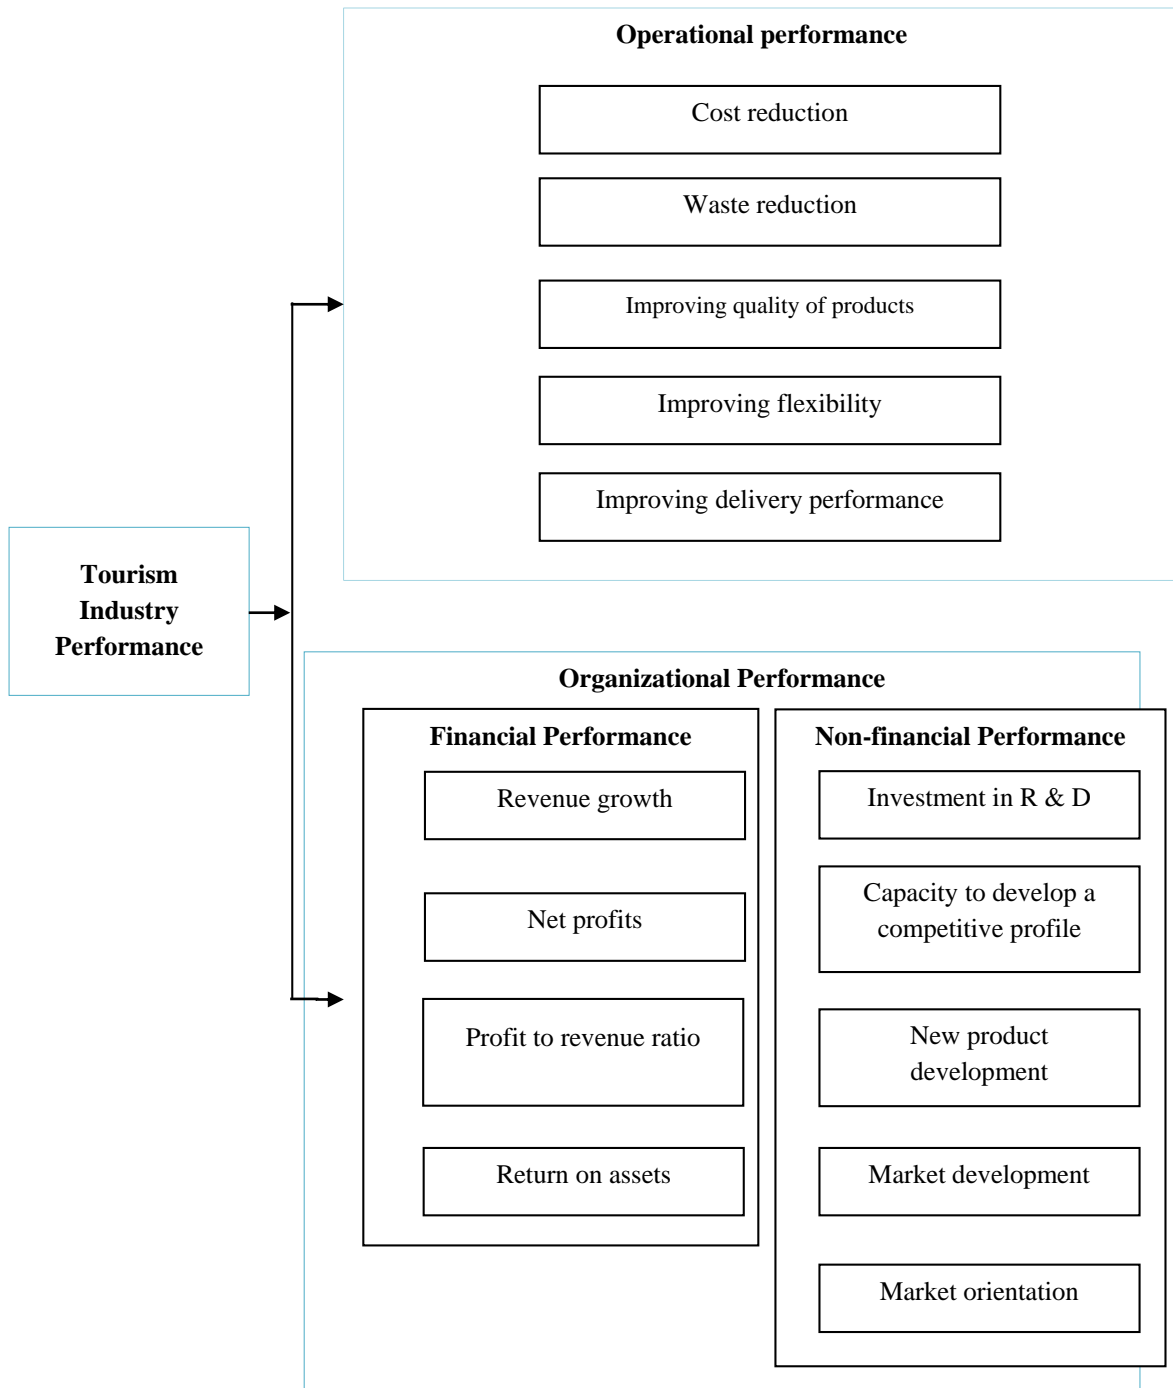 Operational performance
Cost reduction
Waste reduction
Improving quality of products
Improving flexibility
Improving delivery performance
Tourism
Industry
Performance
Organizational Performance
Financial Performance
Revenue growth
Net profits
Profit to revenue ratio
Return on assets
Non-financial Performance
Investment in R & D
Capacity to develop a
competitive profile
New product
development
Market development
Market orientation